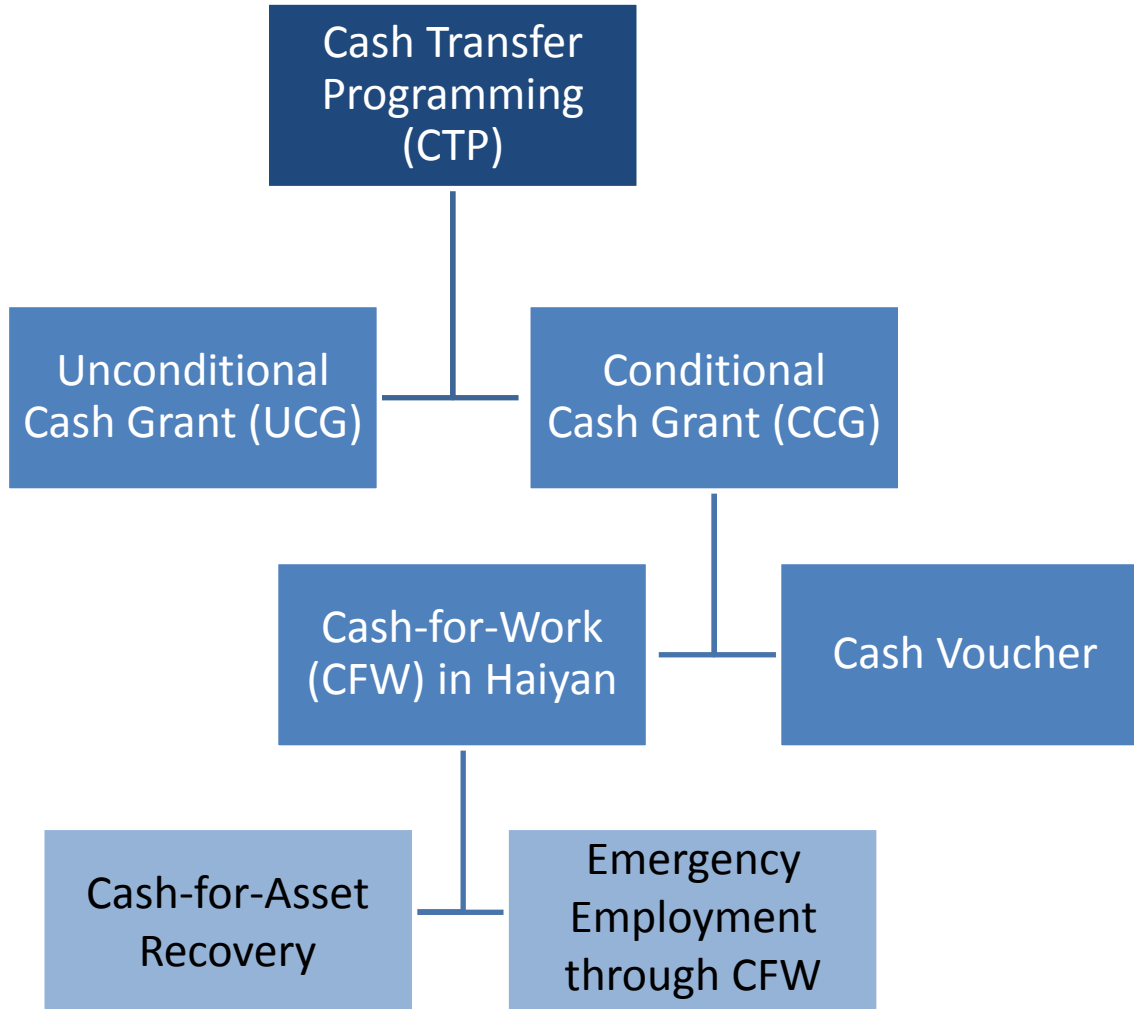 Cash Transfer
Programming
(CTP)
Unconditional
Cash Grant (UCG)
Conditional
Cash Grant (CCG)
Cash-for-Work
(CFW) in Haiyan
Cash Voucher
Cash-for-Asset
Recovery
Emergency
Employment
through CFW